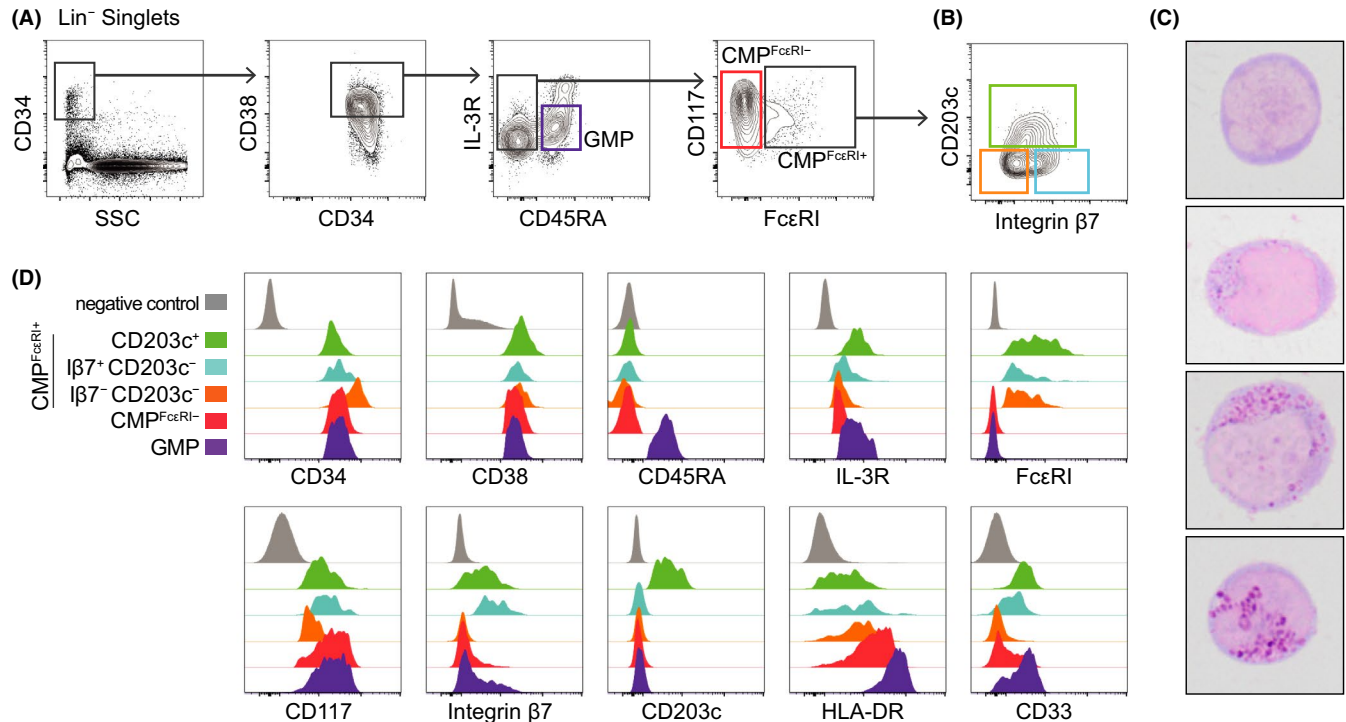 (A) Lin⁻ Singlets
CD34
SSC
CD38
CD34
IL-3R
GMP
CD45RA
CMP^FcεRI−
CD117
CMP^FcεRI+
FcεRI
(B)
CD203c
Integrin β7
(C)
(D)
negative control
CMP^FcεRI+
CD203c⁺
Iβ7⁺ CD203c⁻
Iβ7⁻ CD203c⁻
CMP^FcεRI−
GMP
CD34
CD38
CD45RA
IL-3R
FcεRI
CD117
Integrin β7
CD203c
HLA-DR
CD33